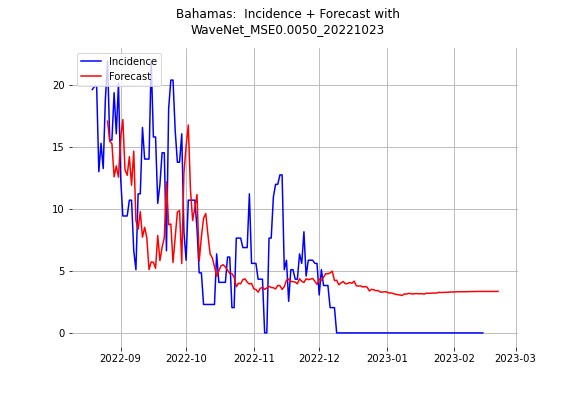 Bahamas:  Incidence + Forecast with
WaveNet_MSE0.0050_20221023
Incidence
Forecast
20
15
10
5
0
2022-09 2022-10 2022-11 2022-12 2023-01 2023-02 2023-03